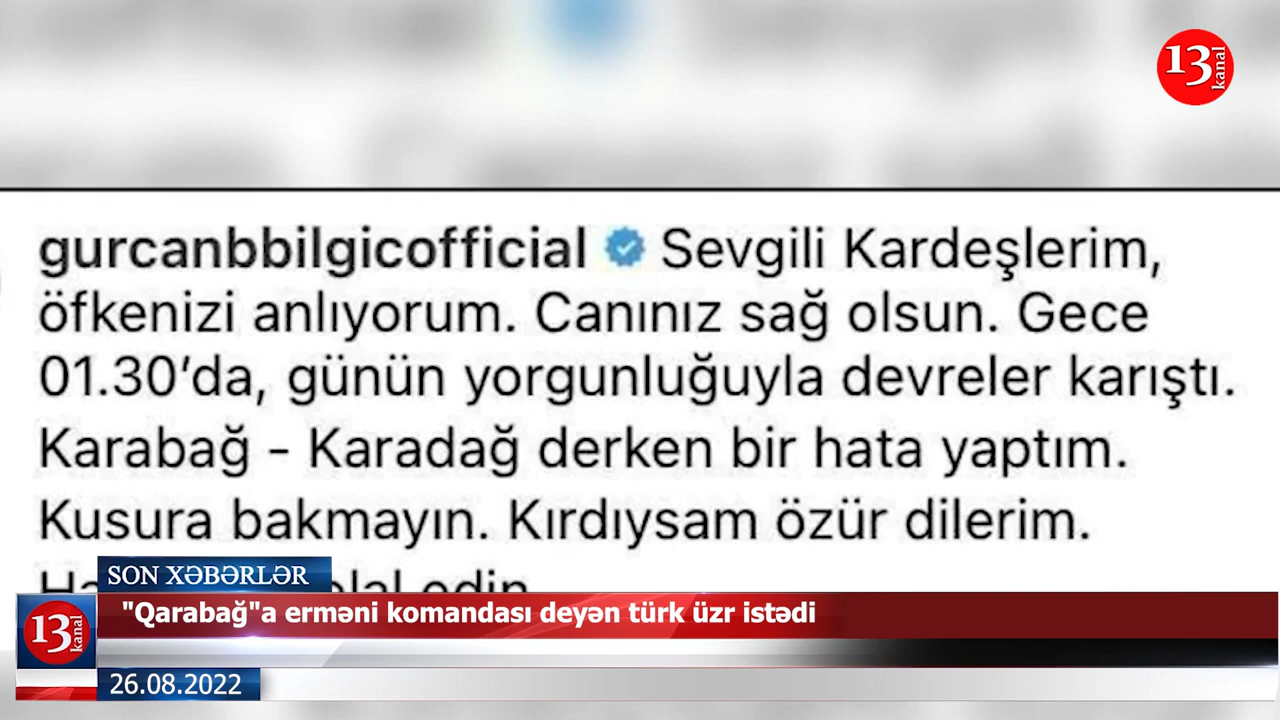 13 kanal
gurcanbbilgicofficial Sevgili Kardeşlerim,
öfkenizi anlıyorum. Canınız sağ olsun. Gece
01.30’da, günün yorgunluğuyla devreler karıştı.
Karabağ - Karadağ derken bir hata yaptım.
Kusura bakmayın. Kırdıysam özür dilerim.
edin
SON XƏBƏRLƏR
"Qarabağ"a erməni komandası deyən türk üzr istədi
13 kanal
26.08.2022